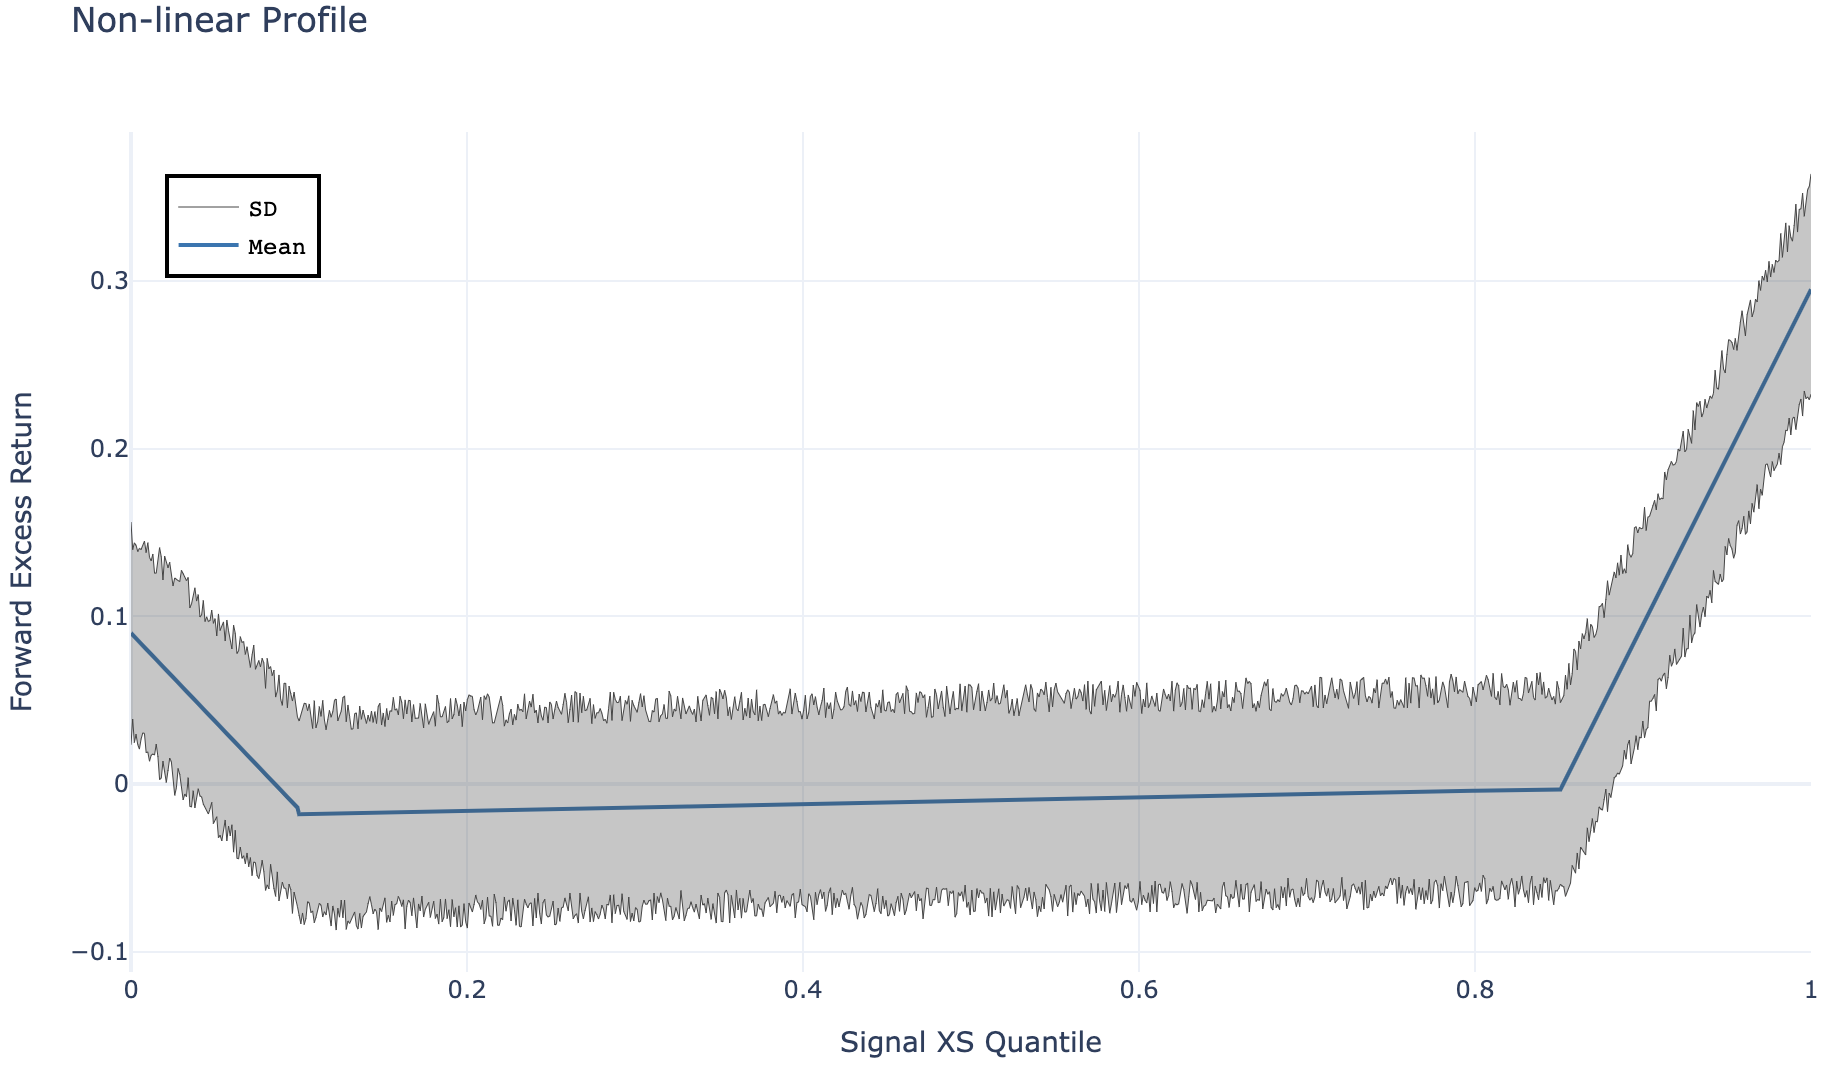 Non-linear Profile
SD
Mean
Forward Excess Return
0.3
0.2
0.1
0
−0.1
0 0.2 0.4 0.6 0.8 1
Signal XS Quantile